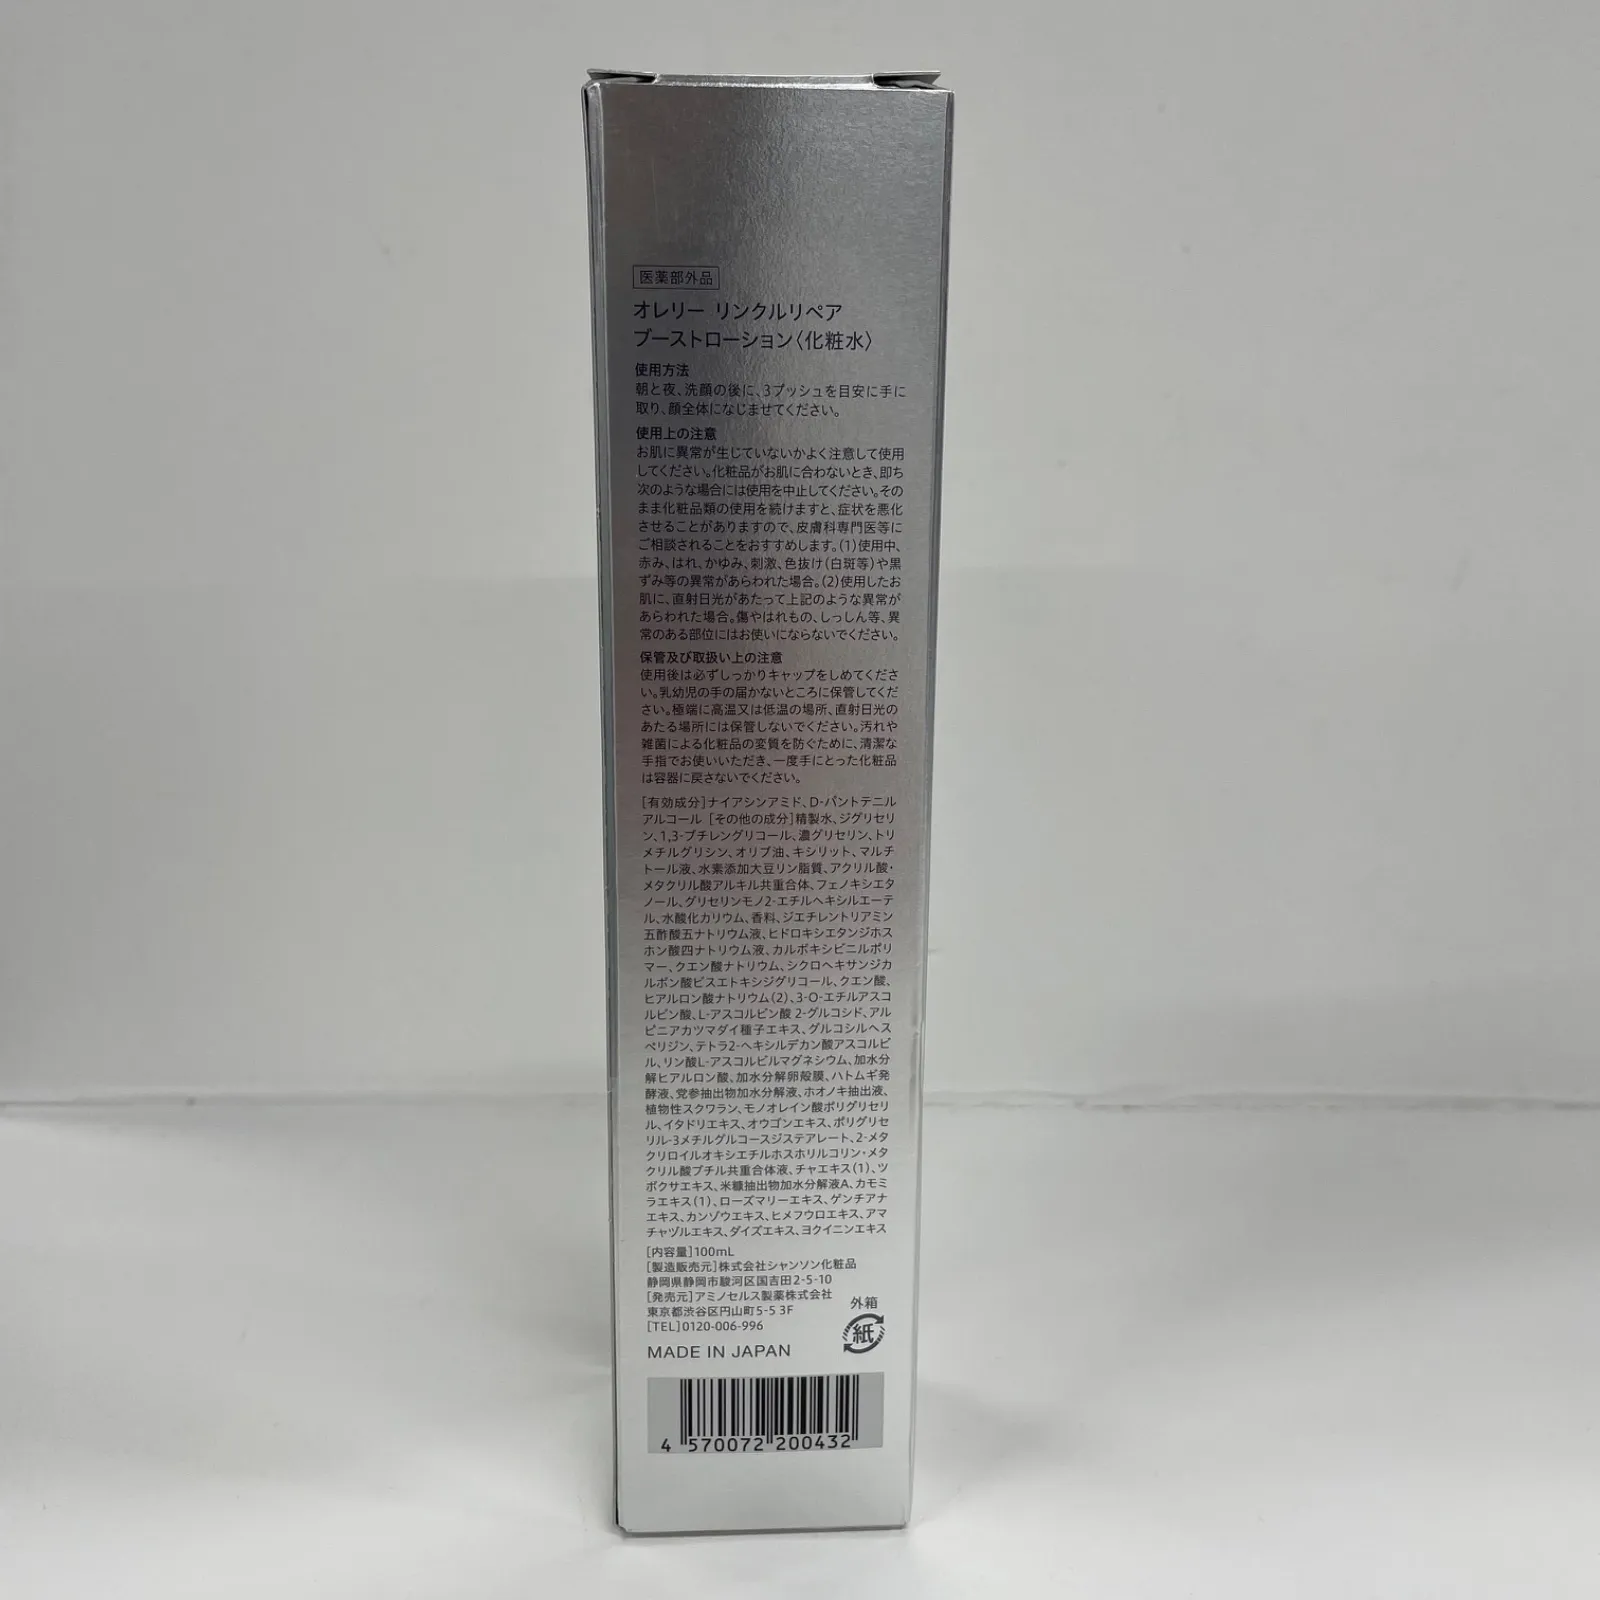 医薬部外品
オレリー リンクルリペア
ブーストローション〈化粧水〉
使用方法
朝と夜、洗顔の後に、3プッシュを目安に手に
取り、顔全体になじませてください。
使用上の注意
お肌に異常が生じていないかよく注意して使用
してください。化粧品がお肌に合わないとき、即ち
次のような場合には使用を中止してください。その
まま化粧品類の使用を続けますと、症状を悪化
させることがありますので、皮膚科専門医等に
ご相談されることをおすすめします。(1)使用中、
赤み、はれ、かゆみ、刺激、色抜け(白斑等)や黒
ずみ等の異常があらわれた場合。(2)使用したお
肌に、直射日光があたって上記のような異常が
あらわれた場合。傷やはれもの、しっしん等、異
常のある部位にはお使いにならないでください。
保管及び取扱い上の注意
使用後は必ずしっかりキャップをしめてくださ
い。乳幼児の手の届かないところに保管してくだ
さい。極端に高温又は低温の場所、直射日光の
あたる場所には保管しないでください。汚れや
雑菌による化粧品の変質を防ぐために、清潔な
手指でお使いいただき、一度手にとった化粧品
は容器に戻さないでください。
[有効成分]ナイアシンアミド、D-パントテニル
アルコール [その他の成分]精製水、ジグリセリ
ン、1,3-ブチレングリコール、濃グリセリン、トリ
メチルグリシン、オリブ油、キシリット、マルチ
トール液、水素添加大豆リン脂質、アクリル酸・
メタクリル酸アルキル共重合体、フェノキシエタ
ノール、グリセリンモノ2-エチルヘキシルエーテ
ル、水酸化カリウム、香料、ジエチレントリアミン
五酢酸五ナトリウム液、ヒドロキシエタンジホス
ホン酸四ナトリウム液、カルボキシビニルポリ
マー、クエン酸ナトリウム、シクロヘキサンジカ
ルボン酸ビスエトキシジグリコール、クエン酸、
ヒアルロン酸ナトリウム(2)、3-O-エチルアスコ
ルビン酸、L-アスコルビン酸 2-グルコシド、アル
ピニアカツマダイ種子エキス、グルコシルヘス
ペリジン、テトラ2-ヘキシルデカン酸アスコルビ
ル、リン酸L-アスコルビルマグネシウム、加水分
解ヒアルロン酸、加水分解卵殻膜、ハトムギ発
酵液、党参抽出物加水分解液、ホオノキ抽出液、
植物性スクワラン、モノオレイン酸ポリグリセリ
ル、イタドリエキス、オウゴンエキス、ポリグリセ
リル-3メチルグルコースジステアレート、2-メタ
クリロイルオキシエチルホスホリルコリン・メタ
クリル酸ブチル共重合体液、チャエキス(1)、ツ
ボクサエキス、米糠抽出物加水分解液A、カモミ
ラエキス(1)、ローズマリーエキス、ゲンチアナ
エキス、カンゾウエキス、ヒメフウロエキス、アマ
チャヅルエキス、ダイズエキス、ヨクイニンエキス
[内容量]100mL
[製造販売元]株式会社シャンソン化粧品
静岡県静岡市駿河区国吉田2-5-10
[発売元]アミノセルス製薬株式会社
東京都渋谷区円山町5-5 3F
[TEL]0120-006-996
外箱
紙
MADE IN JAPAN
4 570072 200432